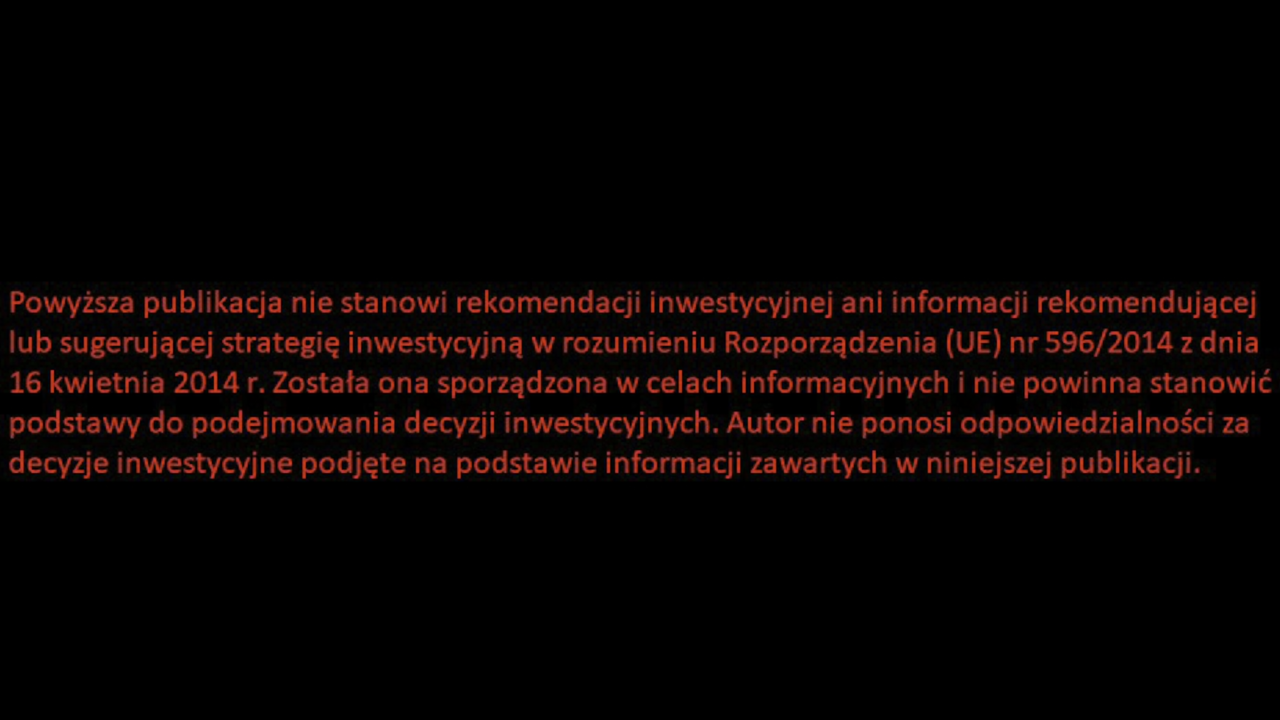 Powyższa publikacja nie stanowi rekomendacji inwestycyjnej ani informacji rekomendującej
lub sugerującej strategię inwestycyjną w rozumieniu Rozporządzenia (UE) nr 596/2014 z dnia
16 kwietnia 2014 r. Została ona sporządzona w celach informacyjnych i nie powinna stanowić
podstawy do podejmowania decyzji inwestycyjnych. Autor nie ponosi odpowiedzialności za
decyzje inwestycyjne podjęte na podstawie informacji zawartych w niniejszej publikacji.